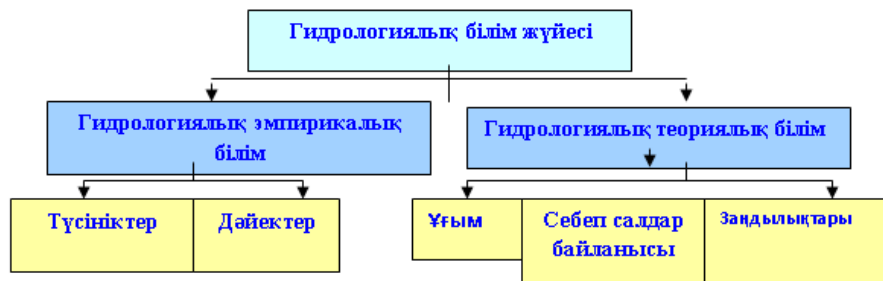 Гидрологиялық білім жүйесі
Гидрологиялық эмпирикалық
білім
Гидрологиялық теориялық білім
Түсініктер
Дәйектер
Ұғым
Себеп салдар
байланысы
Заңдылықтары